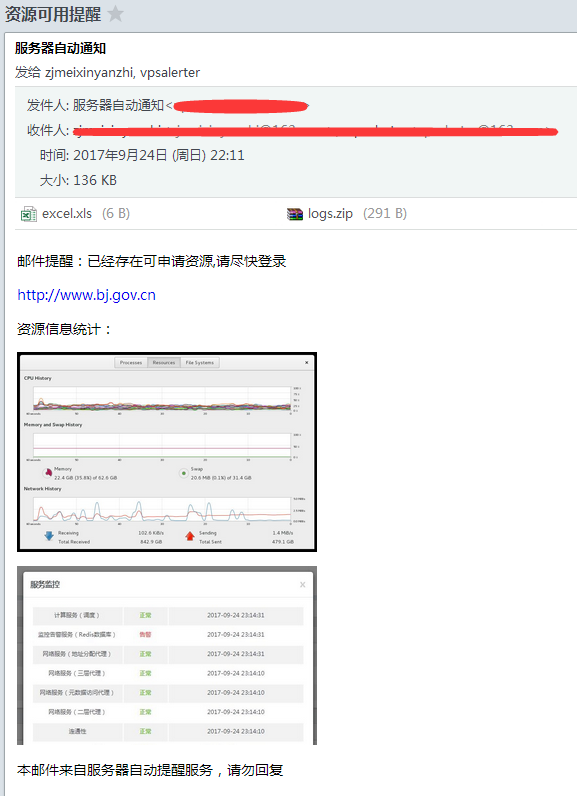 资源可用提醒
服务器自动通知
发给 zjmeixinyanzhi, vpsalerter
发件人: 服务器自动通知<
收件人:
时间: 2017年9月24日 (周日) 22:11
大小: 136 KB
excel.xls (6 B) logs.zip (291 B)
邮件提醒：已经存在可申请资源,请尽快登录
http://www.bj.gov.cn
资源信息统计：
Processes Resources File Systems
CPU History
Memory and Swap History
Memory Swap
22.4 GB (35.8%) of 62.6 GB 20.6 MiB (0.1%) of 31.4 GB
Network History
Receiving 102.0 KiB/s Sending 1.4 MiB/s
Total Received 842.9 GB Total Sent 479.1 GB
服务监控
计算服务（调度） 正常 2017-09-24 23:14:31
监控告警服务（Redis数据库） 告警 2017-09-24 23:14:31
网络服务（地址分配代理） 正常 2017-09-24 23:14:31
网络服务（三层代理） 正常 2017-09-24 23:14:10
网络服务（元数据访问代理） 正常 2017-09-24 23:14:10
网络服务（二层代理） 正常 2017-09-24 23:14:10
连通性 正常 2017-09-24 23:14:10
本邮件来自服务器自动提醒服务，请勿回复